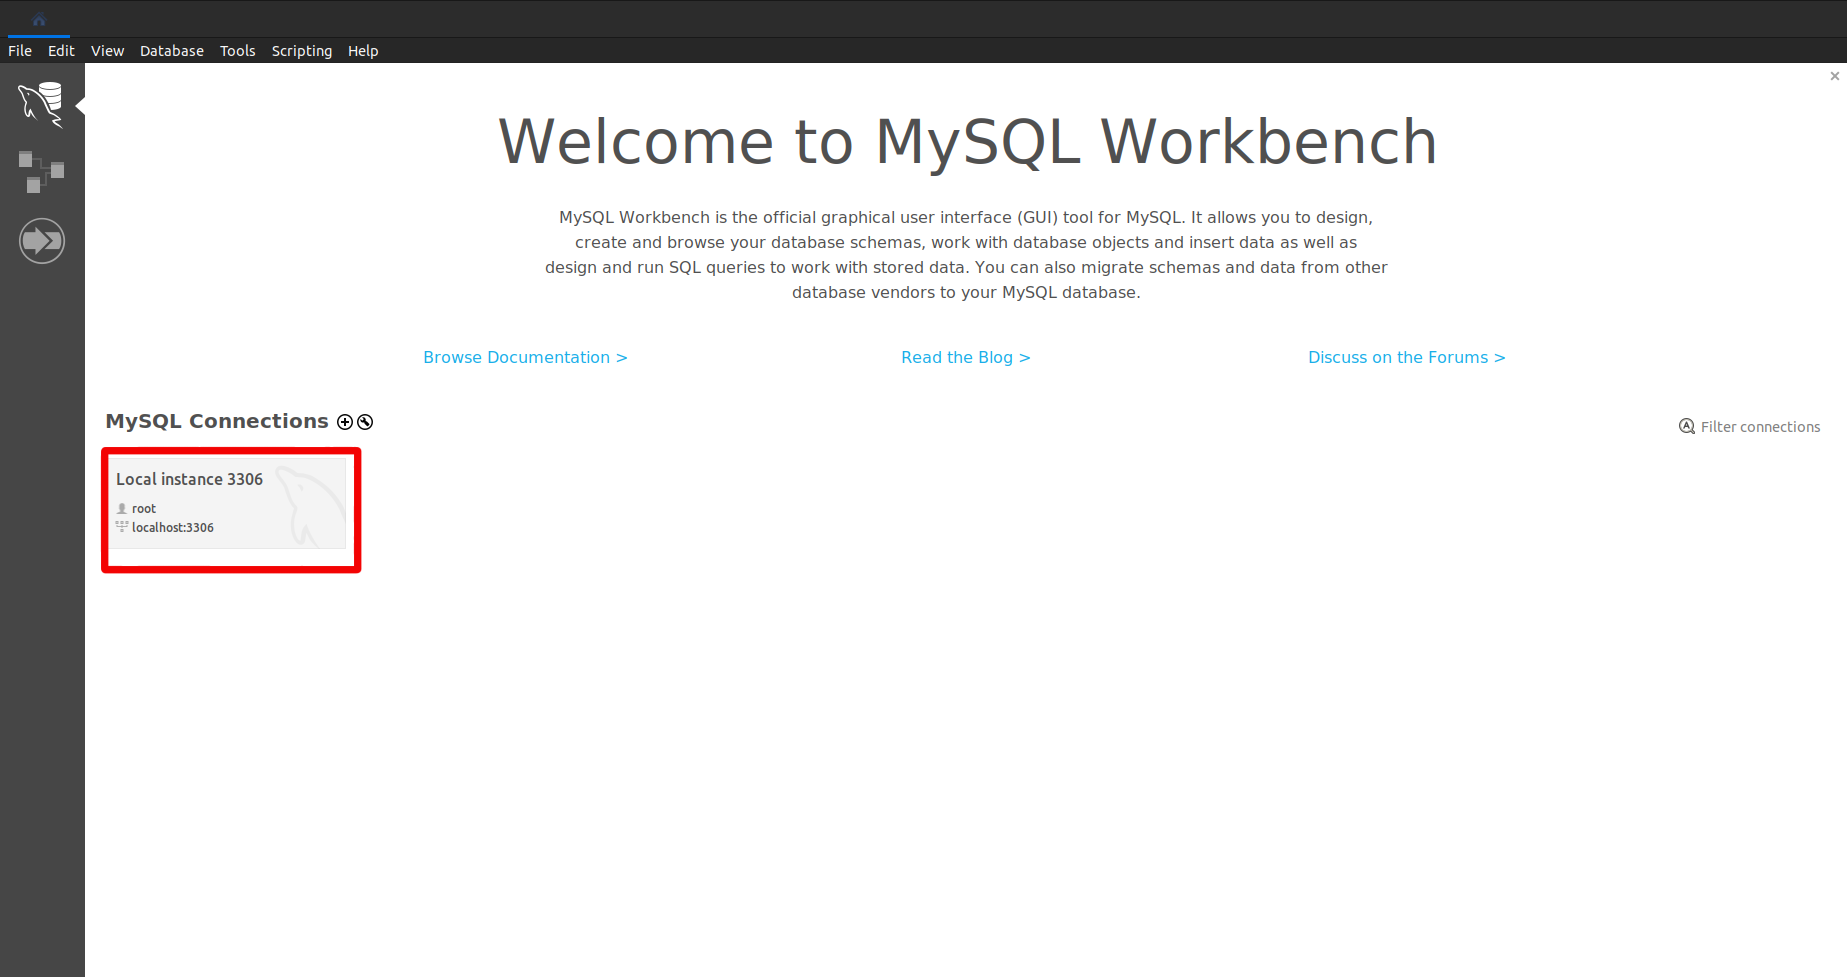 File Edit View Database Tools Scripting Help
Welcome to MySQL Workbench
MySQL Workbench is the official graphical user interface (GUI) tool for MySQL. It allows you to design,
create and browse your database schemas, work with database objects and insert data as well as
design and run SQL queries to work with stored data. You can also migrate schemas and data from other
database vendors to your MySQL database.
Browse Documentation > Read the Blog > Discuss on the Forums >
MySQL Connections
Filter connections
Local instance 3306
root
localhost:3306